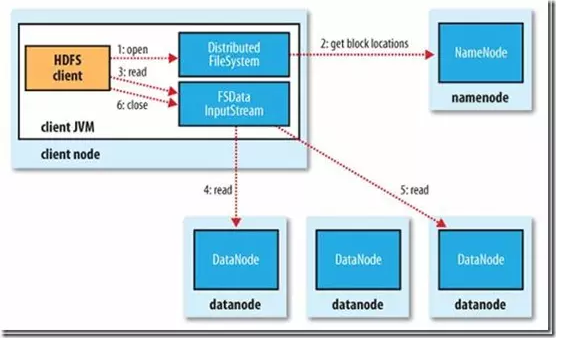 HDFS
client
1: open
3: read
6: close
Distributed
FileSystem
FSData
InputStream
client JVM
client node
2: get block locations
NameNode
namenode
4: read
5: read
DataNode
datanode
DataNode
datanode
DataNode
datanode